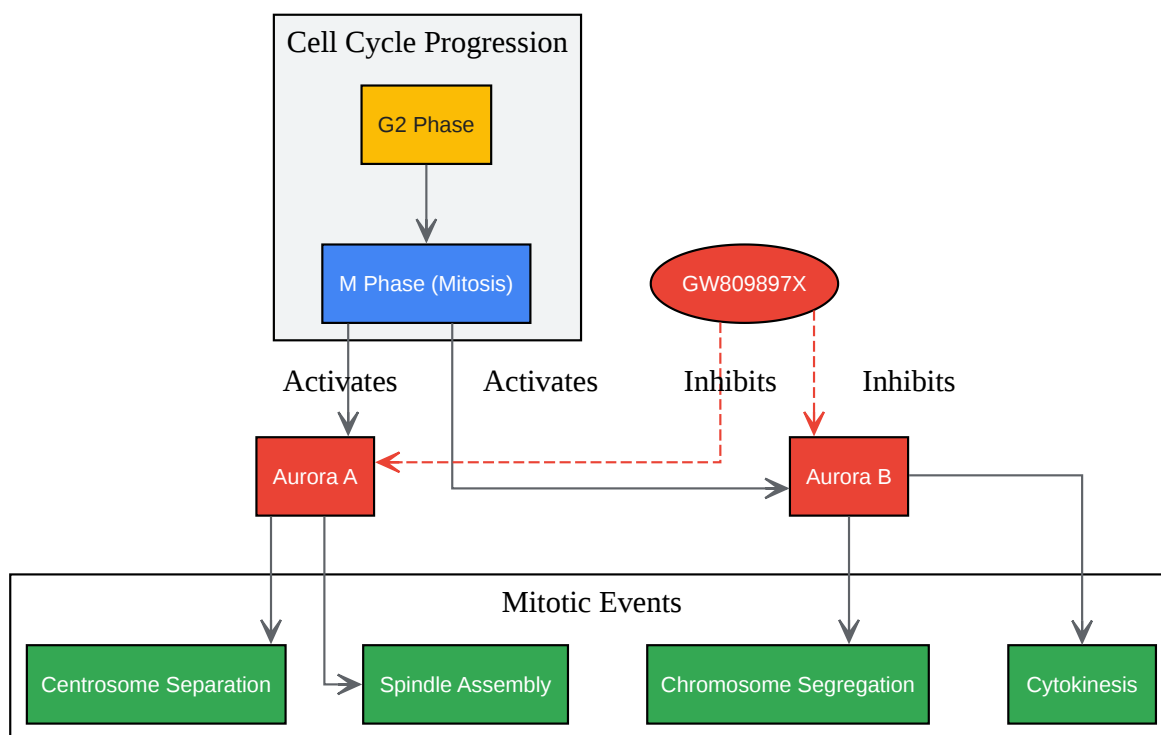 Cell Cycle Progression
G2 Phase
M Phase (Mitosis)
GW809897X
Activates
Activates
Inhibits
Inhibits
Aurora A
Aurora B
Mitotic Events
Centrosome Separation
Spindle Assembly
Chromosome Segregation
Cytokinesis